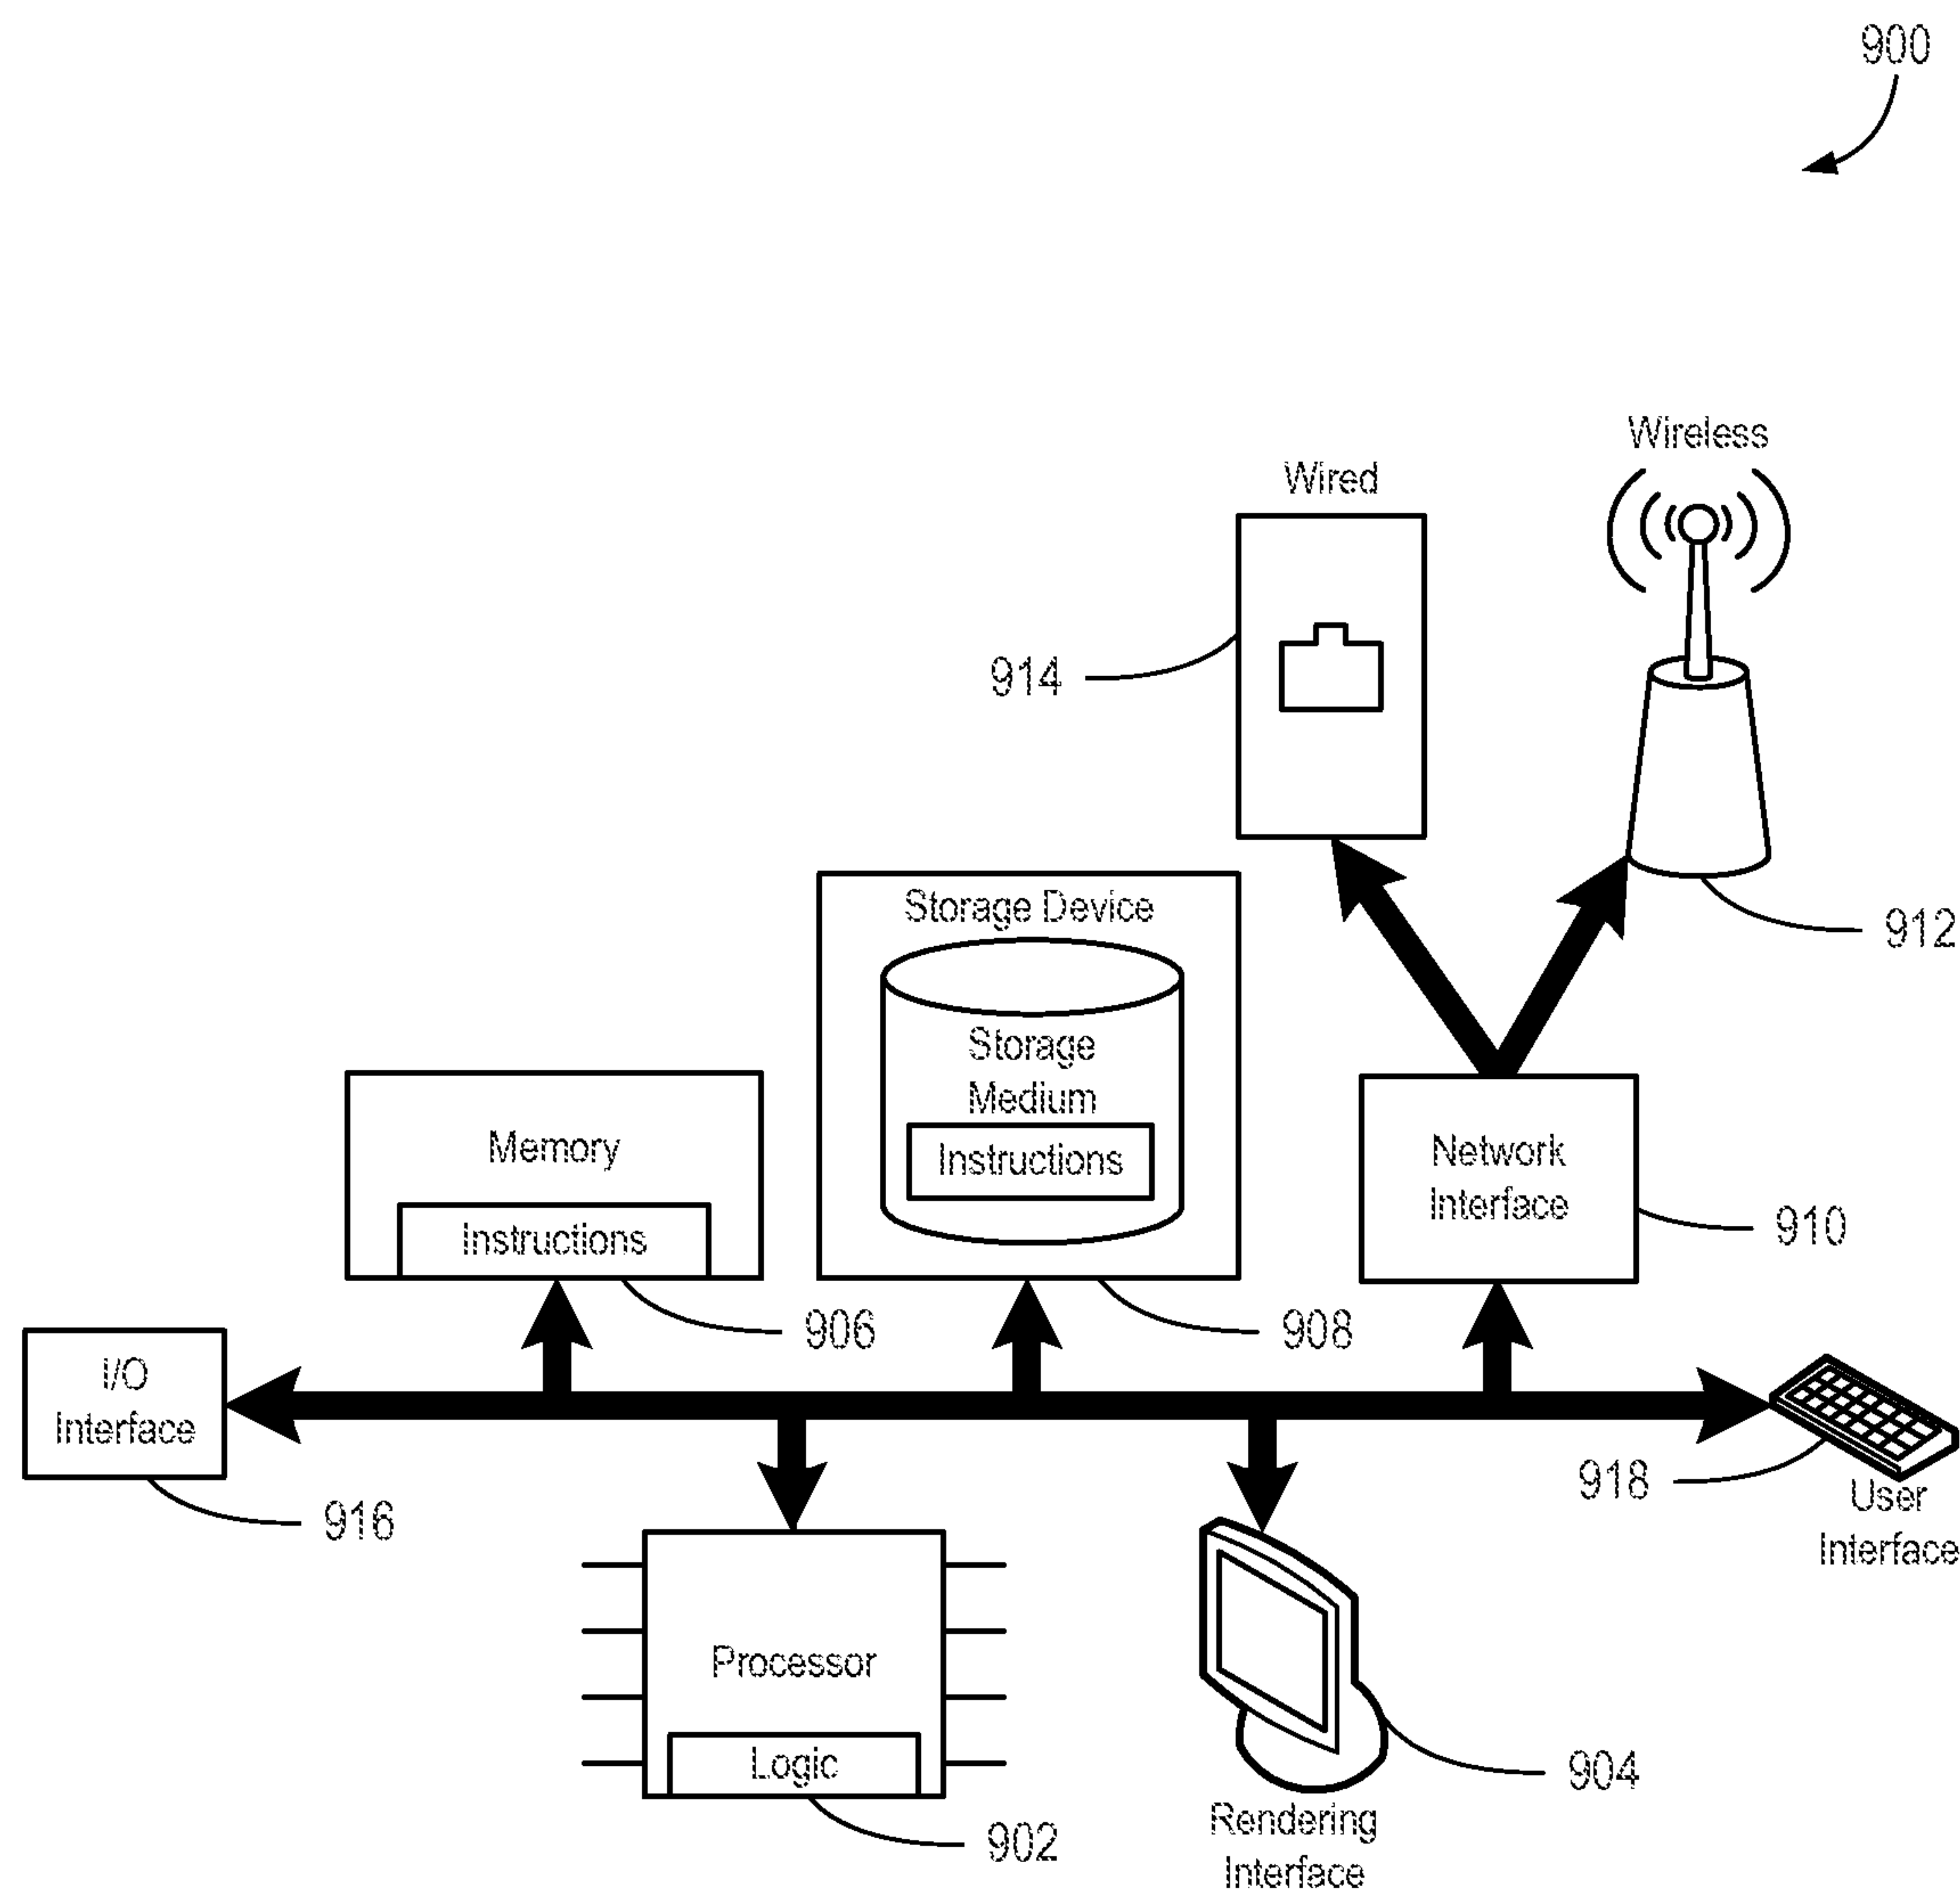 900
Wireless
Wired
914
912
Storage Device
Storage
Medium
Instructions
Memory
Instructions
Network
Interface
910
906
908
I/O
Interface
916
918
User
Interface
Processor
Logic
902
904
Rendering
Interface